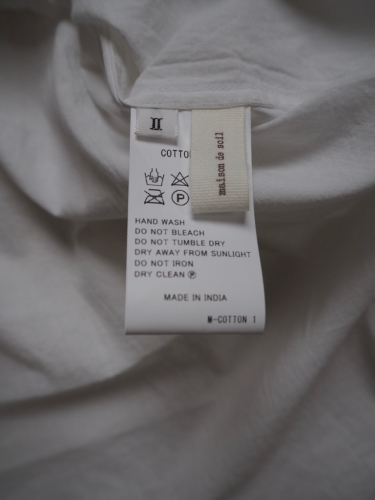 II
COTTO
maison de soil
HAND WASH
DO NOT BLEACH
DO NOT TUMBLE DRY
DRY AWAY FROM SUNLIGHT
DO NOT IRON
DRY CLEAN Ⓟ
MADE IN INDIA
M-COTTON 1